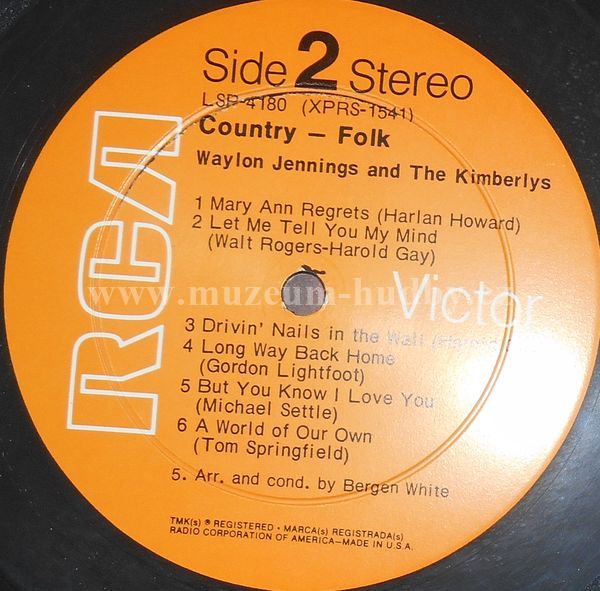 Side 2 Stereo
LSP-4180 (XPRS-1541)
Country – Folk
Waylon Jennings and The Kimberlys
1 Mary Ann Regrets (Harlan Howard)
2 Let Me Tell You My Mind
(Walt Rogers-Harold Gay)
RCA
Victor
www.muzeum-hudby.
3 Drivin' Nails in the Wall
4 Long Way Back Home
(Gordon Lightfoot)
5 But You Know I Love You
(Michael Settle)
6 A World of Our Own
(Tom Springfield)
5. Arr. and cond. by Bergen White
TMK(s) ® REGISTERED • MARCA(s) REGISTRADA(s)
RADIO CORPORATION OF AMERICA–MADE IN U.S.A.